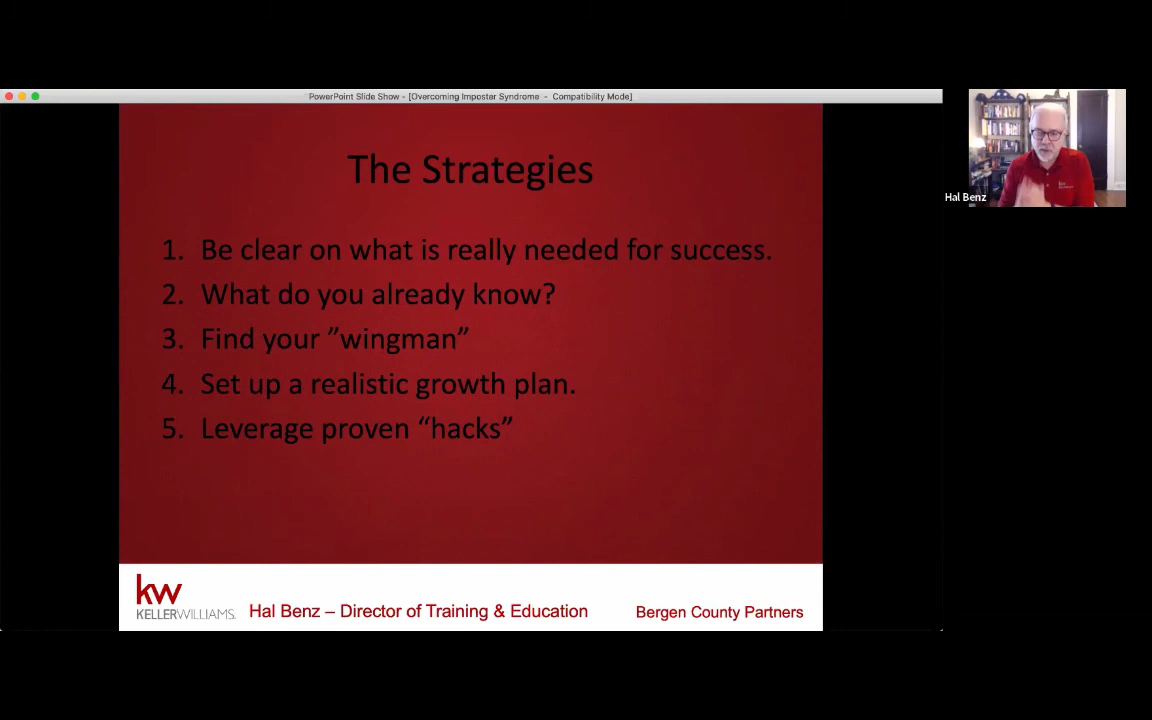 PowerPoint Slide Show - [Overcoming Imposter Syndrome - Compatibility Mode]
The Strategies
1. Be clear on what is really needed for success.
2. What do you already know?
3. Find your ”wingman”
4. Set up a realistic growth plan.
5. Leverage proven “hacks”
kw
KELLERWILLIAMS.
Hal Benz – Director of Training & Education
Bergen County Partners
Hal Benz